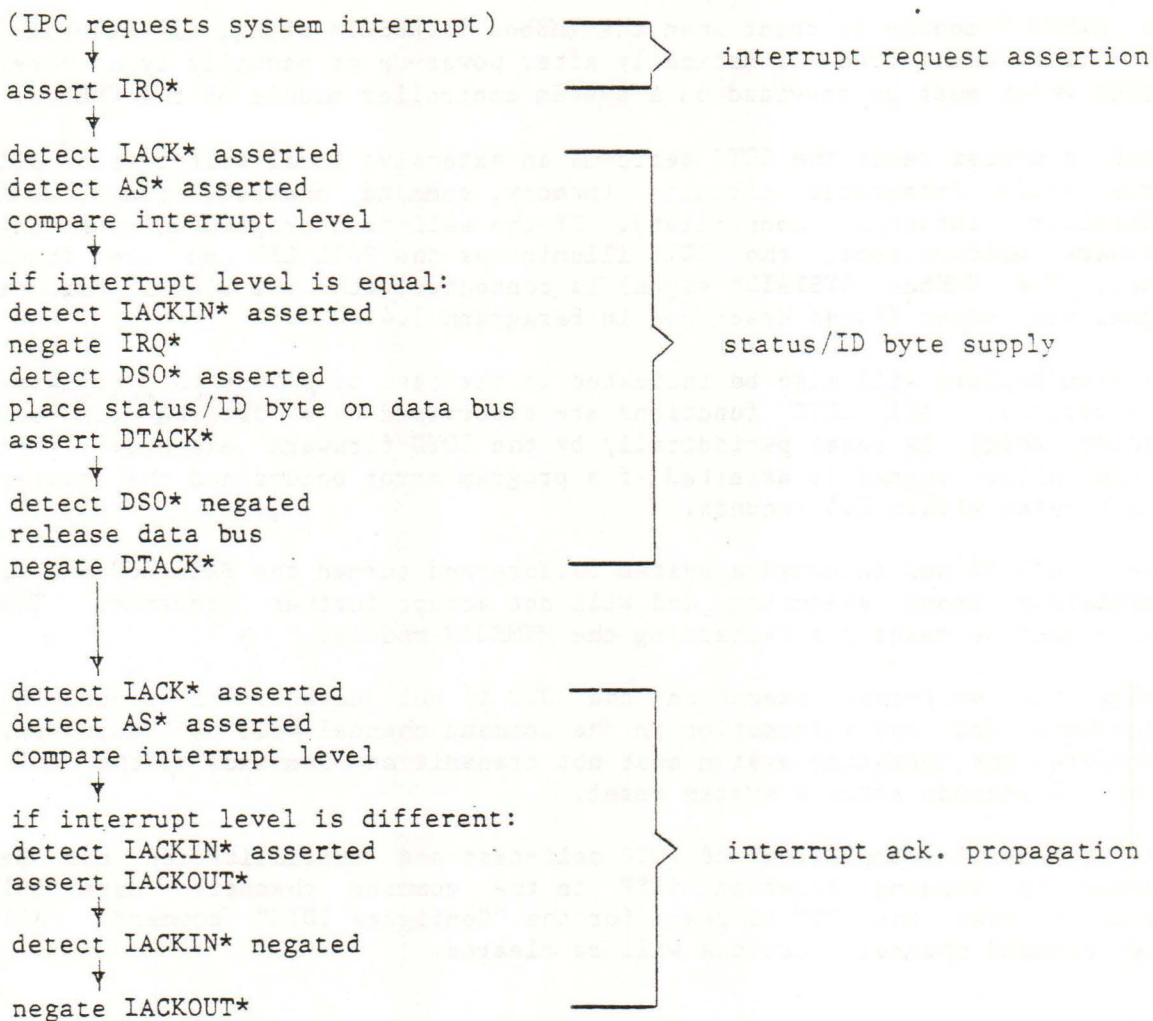 (IPC requests system interrupt)
interrupt request assertion
assert IRQ*
detect IACK* asserted
detect AS* asserted
compare interrupt level
if interrupt level is equal:
detect IACKIN* asserted
negate IRQ*
status/ID byte supply
detect DSO* asserted
place status/ID byte on data bus
assert DTACK*
detect DSO* negated
release data bus
negate DTACK*
detect IACK* asserted
detect AS* asserted
compare interrupt level
if interrupt level is different:
detect IACKIN* asserted
interrupt ack. propagation
assert IACKOUT*
detect IACKIN* negated
negate IACKOUT*